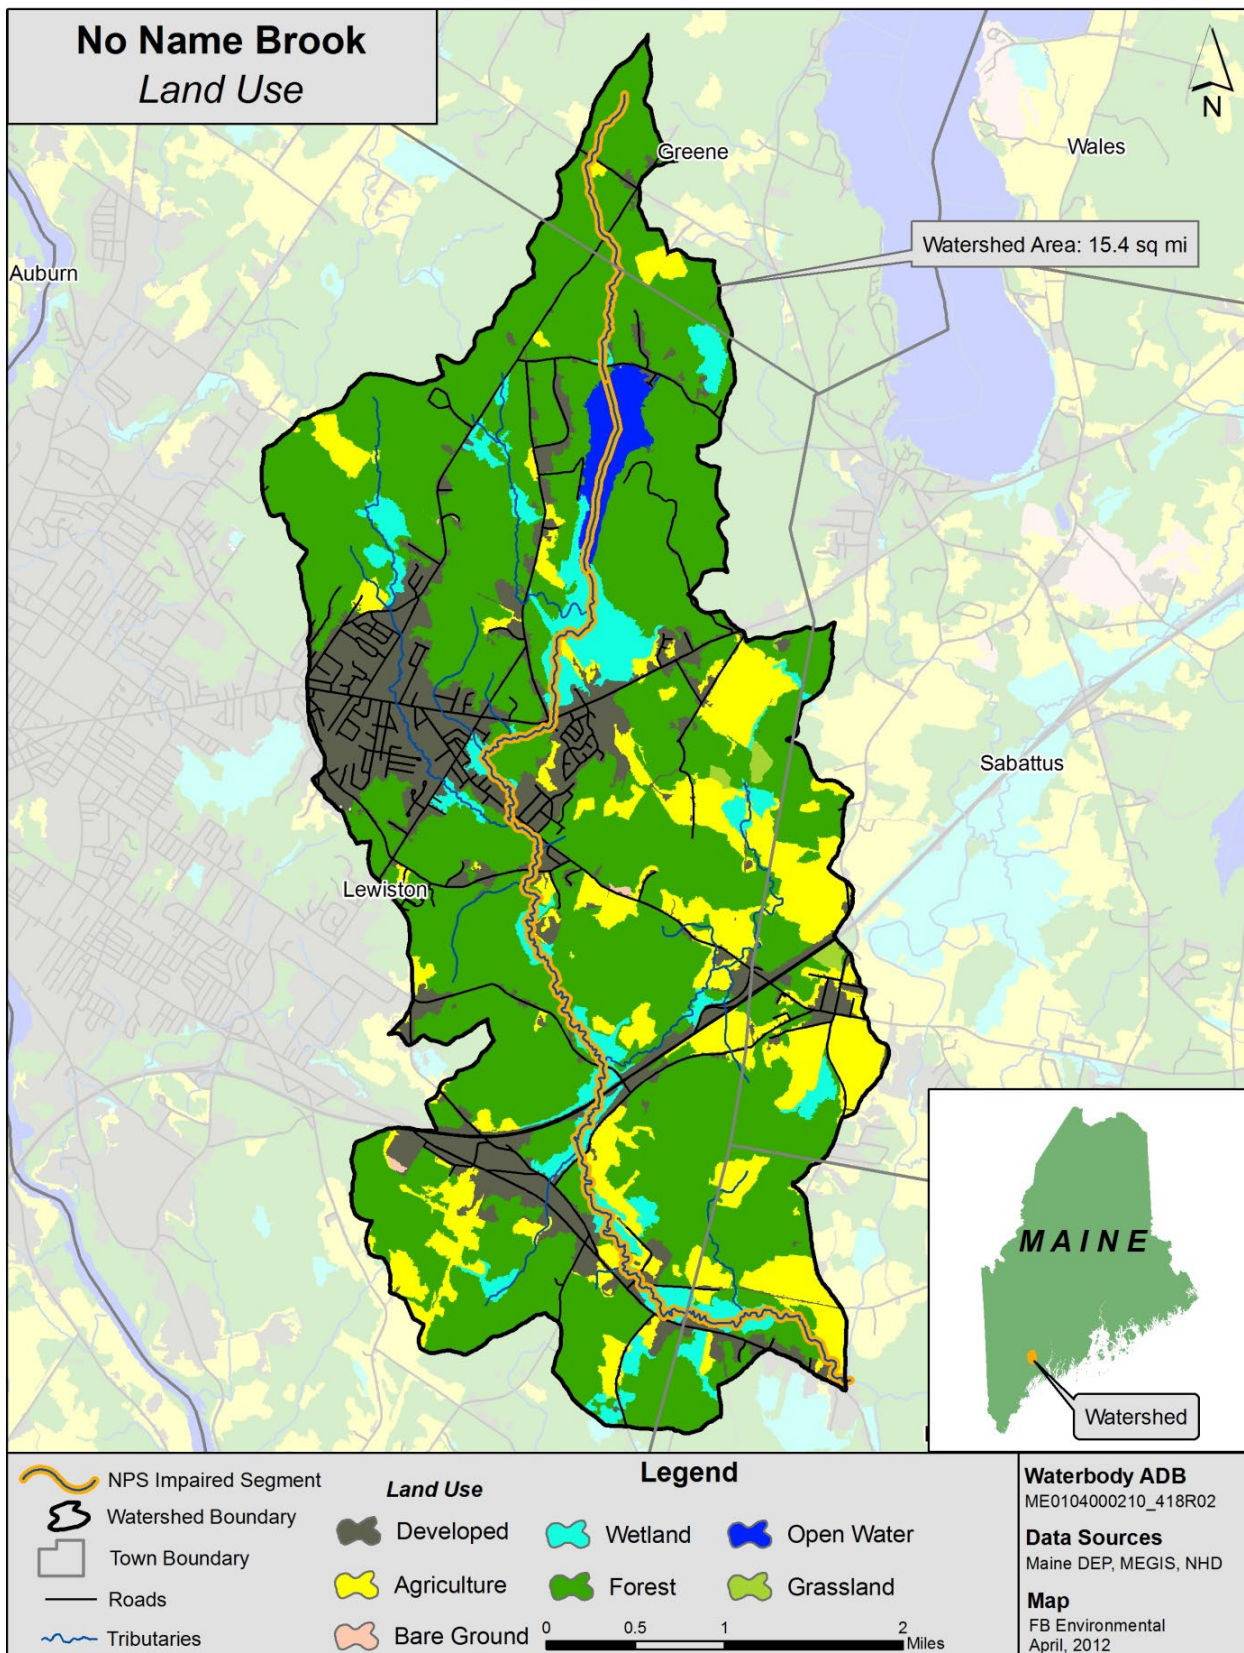 No Name Brook
Land Use
N
Greene
Wales
Watershed Area: 15.4 sq mi
Auburn
Sabattus
Lewiston
MAINE
Watershed
Legend
NPS Impaired Segment
Watershed Boundary
Town Boundary
Roads
Tributaries
Land Use
Developed
Wetland
Open Water
Agriculture
Forest
Grassland
Bare Ground
0 0.5 1 2
Miles
Waterbody ADB
ME0104000210_418R02
Data Sources
Maine DEP, MEGIS, NHD
Map
FB Environmental
April, 2012